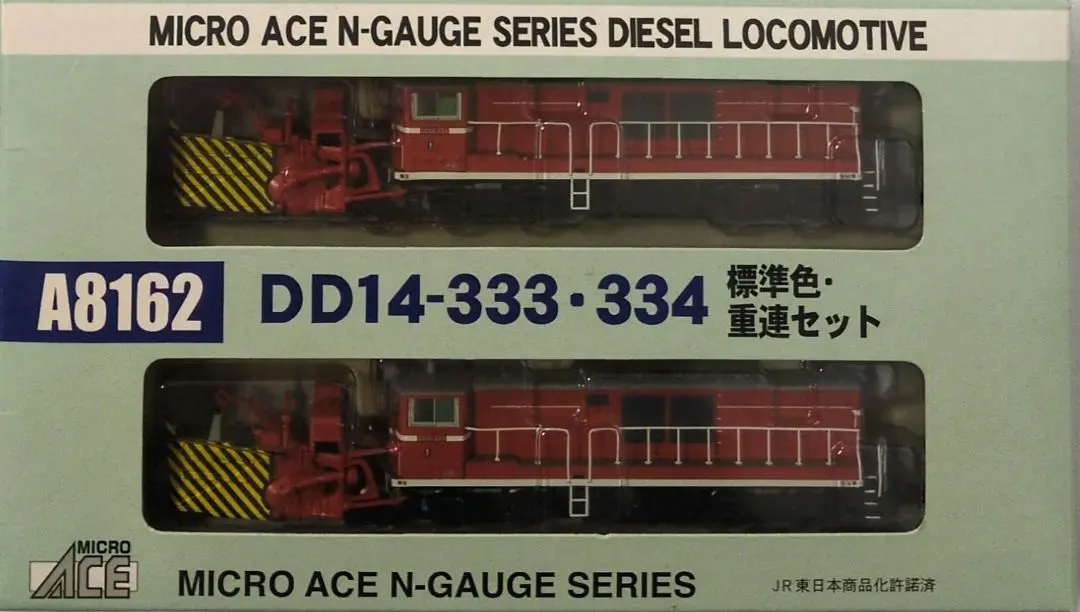 MICRO ACE N-GAUGE SERIES DIESEL LOCOMOTIVE
A8162
DD14-333・334
標準色・
重連セット
MICRO
ACE
MICRO ACE N-GAUGE SERIES
JR東日本商品化許諾済